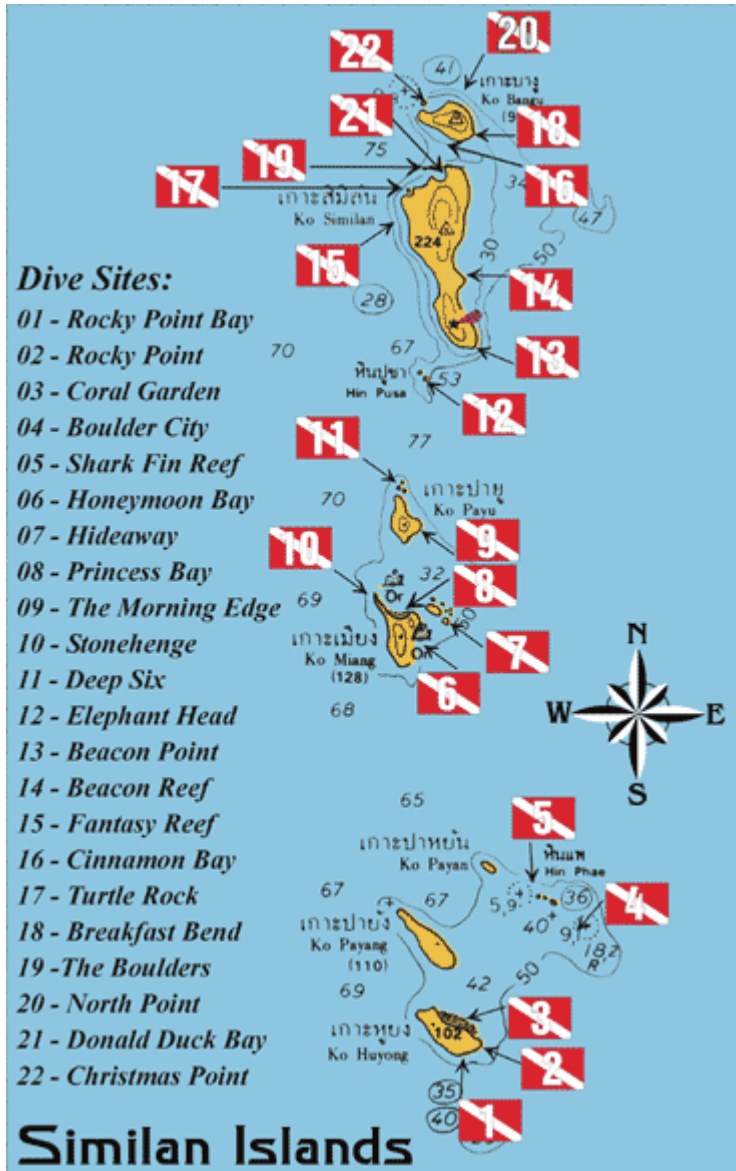 22
20
41
เกาะบางู
Ko Bangu
21
18
75
19
16
17
34
เกาะสิมิลัน
Ko Similan
47
224
30
50
15
14
28
Dive Sites:
01 - Rocky Point Bay
02 - Rocky Point
03 - Coral Garden
04 - Boulder City
05 - Shark Fin Reef
06 - Honeymoon Bay
07 - Hideaway
08 - Princess Bay
09 - The Morning Edge
10 - Stonehenge
11 - Deep Six
12 - Elephant Head
13 - Beacon Point
14 - Beacon Reef
15 - Fantasy Reef
16 - Cinnamon Bay
17 - Turtle Rock
18 - Breakfast Bend
19 -The Boulders
20 - North Point
21 - Donald Duck Bay
22 - Christmas Point
70
67
13
หินปูซา
Hin Pusa
53
12
77
11
70
เกาะปายู
Ko Payu
9
10
32
8
Or
69
50
7
เกาะเมียง
Ko Miang
(128)
6
68
N
W
E
S
65
5
เกาะปาหยัน
Ko Payan
หินแพ
Hin Phae
67
67
5,9
36
4
40
9,1
182
R
เกาะปายัง
Ko Payang
(110)
50
69
42
3
เกาะหูยง
Ko Huyong
102
2
35
40
1
Similan Islands